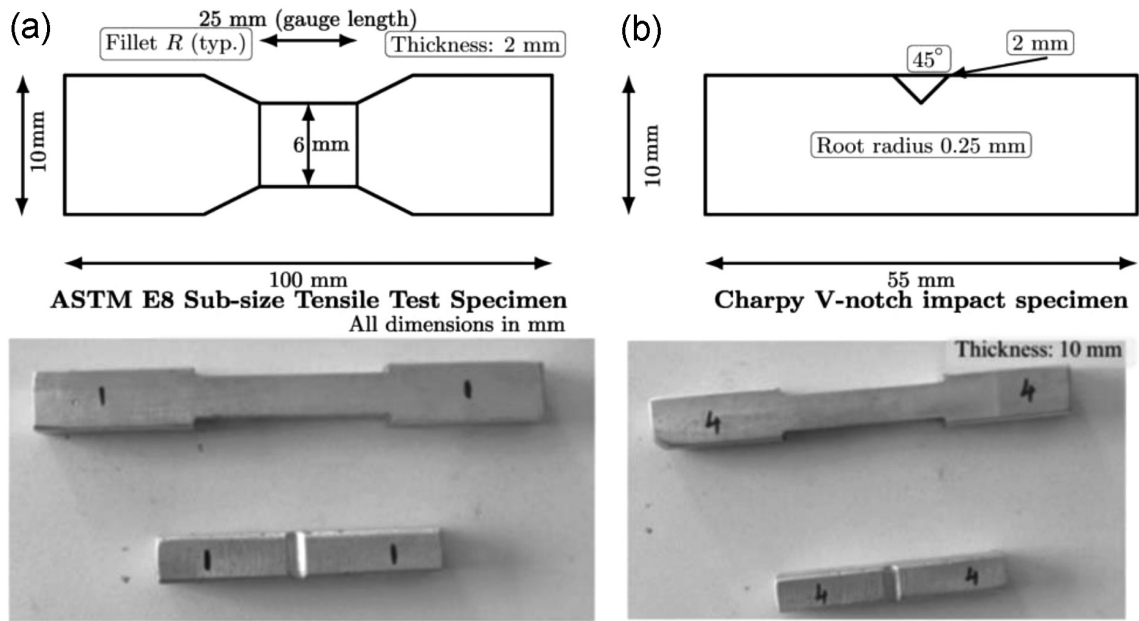 (a)
25 mm (gauge length)
Fillet R (typ.)
Thickness: 2 mm
10 mm
6 mm
100 mm
ASTM E8 Sub-size Tensile Test Specimen
All dimensions in mm
1 1
1 1
(b)
45°
2 mm
10 mm
Root radius 0.25 mm
55 mm
Charpy V-notch impact specimen
Thickness: 10 mm
4 4
4 4